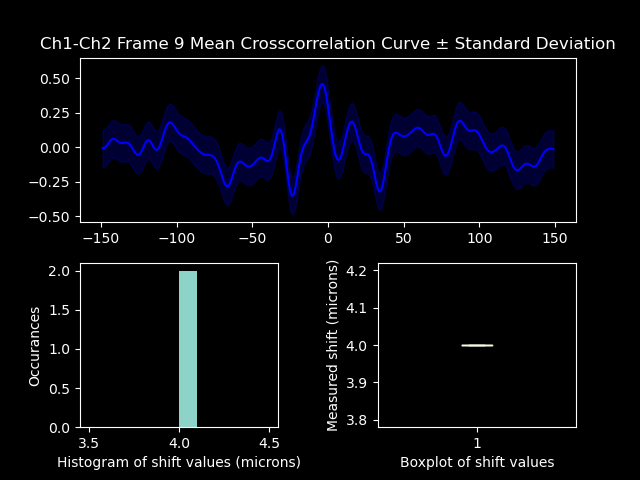 Ch1-Ch2 Frame 9 Mean Crosscorrelation Curve ± Standard Deviation
0.50
0.25
0.00
−0.25
−0.50
−150 −100 −50 0 50 100 150
Occurances
2.0
1.5
1.0
0.5
0.0
3.5 4.0 4.5
Histogram of shift values (microns)
Measured shift (microns)
4.2
4.1
4.0
3.9
3.8
1
Boxplot of shift values